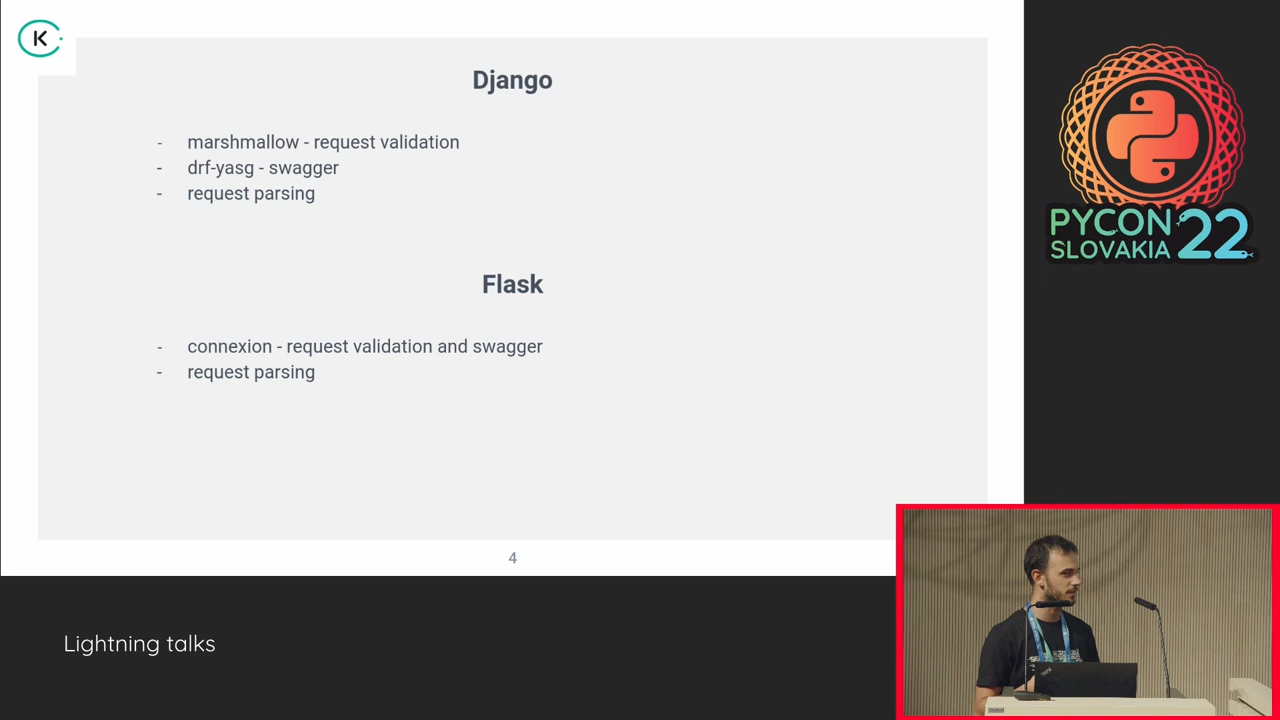 K
Django
- marshmallow - request validation
- drf-yasg - swagger
- request parsing
Flask
- connexion - request validation and swagger
- request parsing
4
PYCON
SLOVAKIA 22
Lightning talks